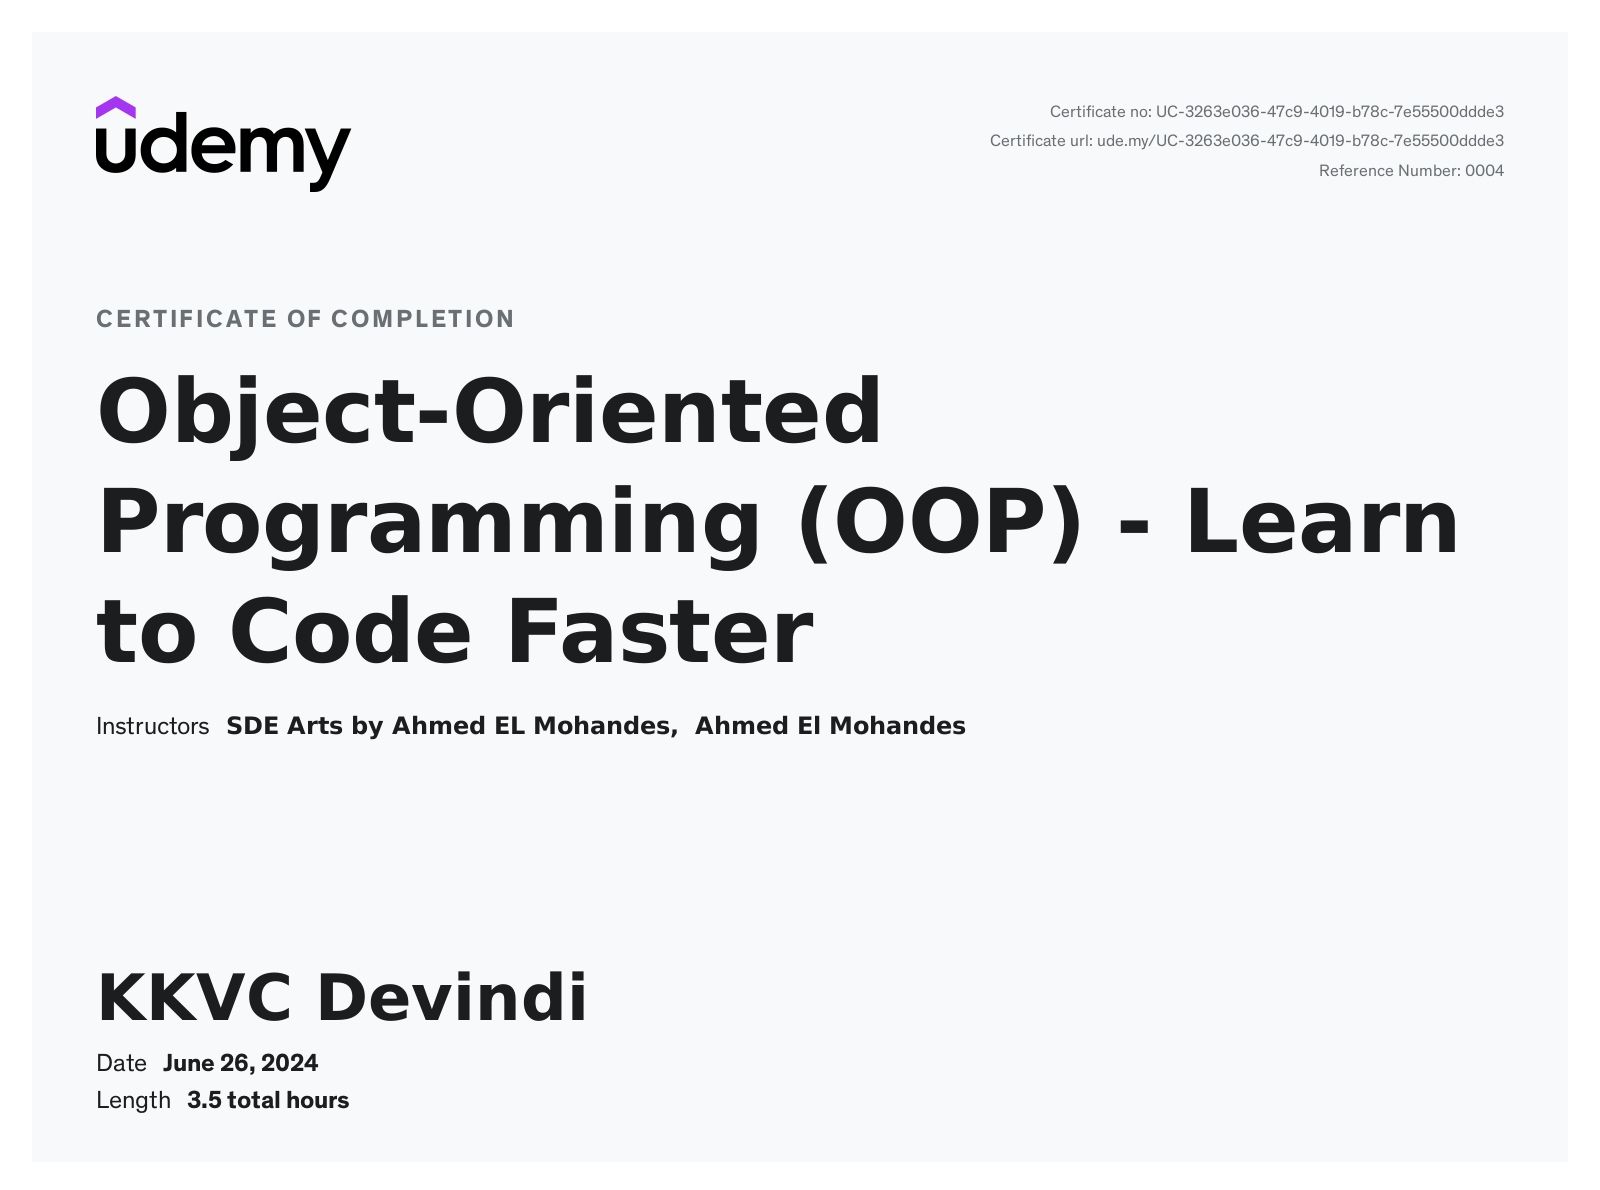 udemy
Certificate no: UC-3263e036-47c9-4019-b78c-7e55500ddde3
Certificate url: ude.my/UC-3263e036-47c9-4019-b78c-7e55500ddde3
Reference Number: 0004
CERTIFICATE OF COMPLETION
Object-Oriented
Programming (OOP) - Learn
to Code Faster
Instructors SDE Arts by Ahmed EL Mohandes, Ahmed El Mohandes
KKVC Devindi
Date June 26, 2024
Length 3.5 total hours